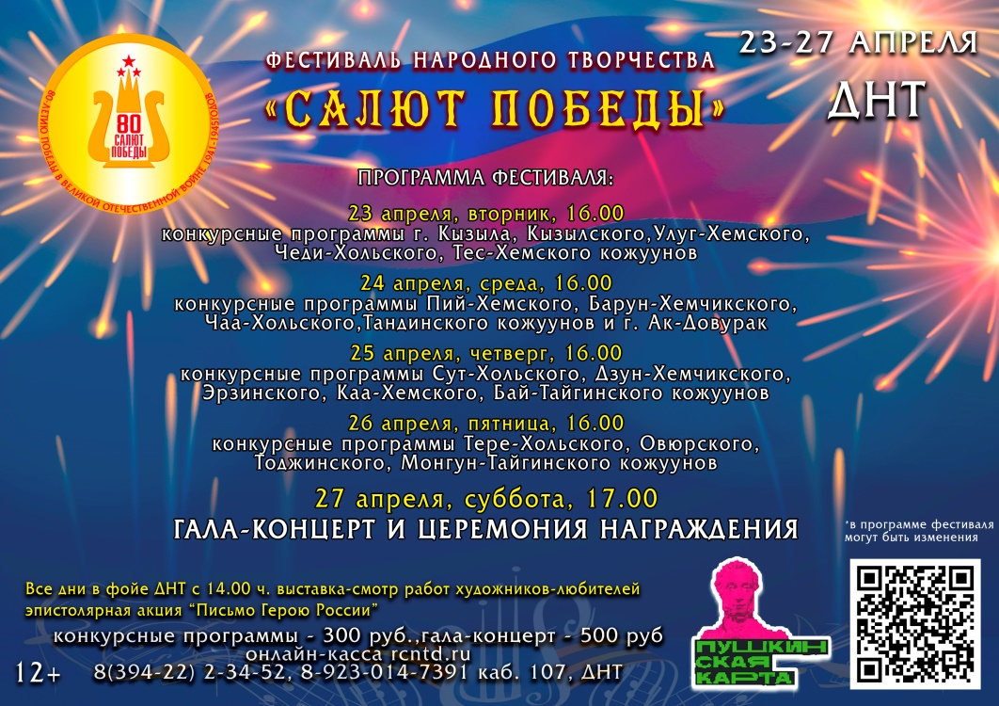 80-ЛЕТИЮ ПОБЕДЫ В ВЕЛИКОЙ ОТЕЧЕСТВЕННОЙ ВОЙНЕ 1941-1945 ГОДОВ
80
САЛЮТ
ПОБЕДЫ
ФЕСТИВАЛЬ НАРОДНОГО ТВОРЧЕСТВА
«САЛЮТ ПОБЕДЫ»
23-27 АПРЕЛЯ
ДНТ
ПРОГРАММА ФЕСТИВАЛЯ:
23 апреля, вторник, 16.00
конкурсные программы г. Кызыла, Кызылского,Улуг-Хемского,
Чеди-Хольского, Тес-Хемского кожуунов
24 апреля, среда, 16.00
конкурсные программы Пий-Хемского, Барун-Хемчикского,
Чаа-Хольского,Тандинского кожуунов и г. Ак-Довурак
25 апреля, четверг, 16.00
конкурсные программы Сут-Хольского, Дзун-Хемчикского,
Эрзинского, Каа-Хемского, Бай-Тайгинского кожуунов
26 апреля, пятница, 16.00
конкурсные программы Тере-Хольского, Овюрского,
Тоджинского, Монгун-Тайгинского кожуунов
27 апреля, суббота, 17.00
ГАЛА-КОНЦЕРТ И ЦЕРЕМОНИЯ НАГРАЖДЕНИЯ
*в программе фестиваля
могут быть изменения
Все дни в фойе ДНТ с 14.00 ч. выставка-смотр работ художников-любителей
эпистолярная акция "Письмо Герою России"
конкурсные программы - 300 руб.,гала-концерт - 500 руб
онлайн-касса rcntd.ru
12+ 8(394-22) 2-34-52, 8-923-014-7391 каб. 107, ДНТ
ПУШКИН
СКАЯ
КАРТА